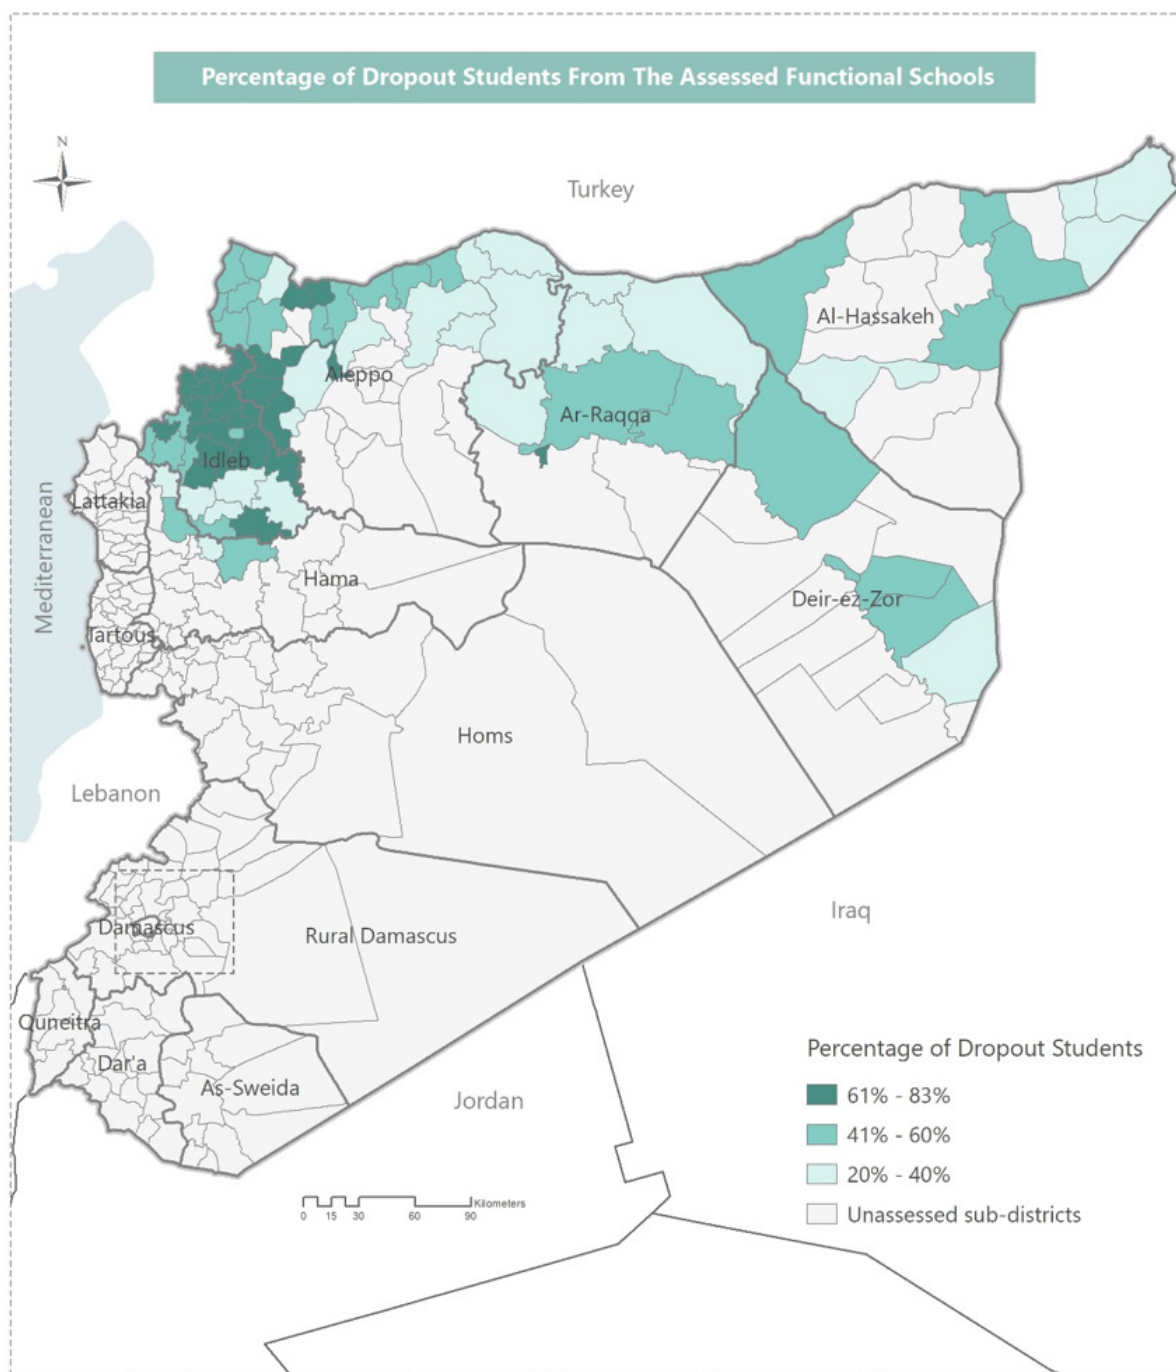 Percentage of Dropout Students From The Assessed Functional Schools
N
Turkey
Al-Hassakeh
Aleppo
Ar-Raqqa
Idleb
Lattakia
Mediterranean
Hama
Deir-ez-Zor
Tartous
Homs
Lebanon
Iraq
Damascus
Rural Damascus
Quneitra
Dar'a
As-Sweida
Jordan
Percentage of Dropout Students
61% - 83%
41% - 60%
20% - 40%
Unassessed sub-districts
Kilometers
0 15 30 60 90